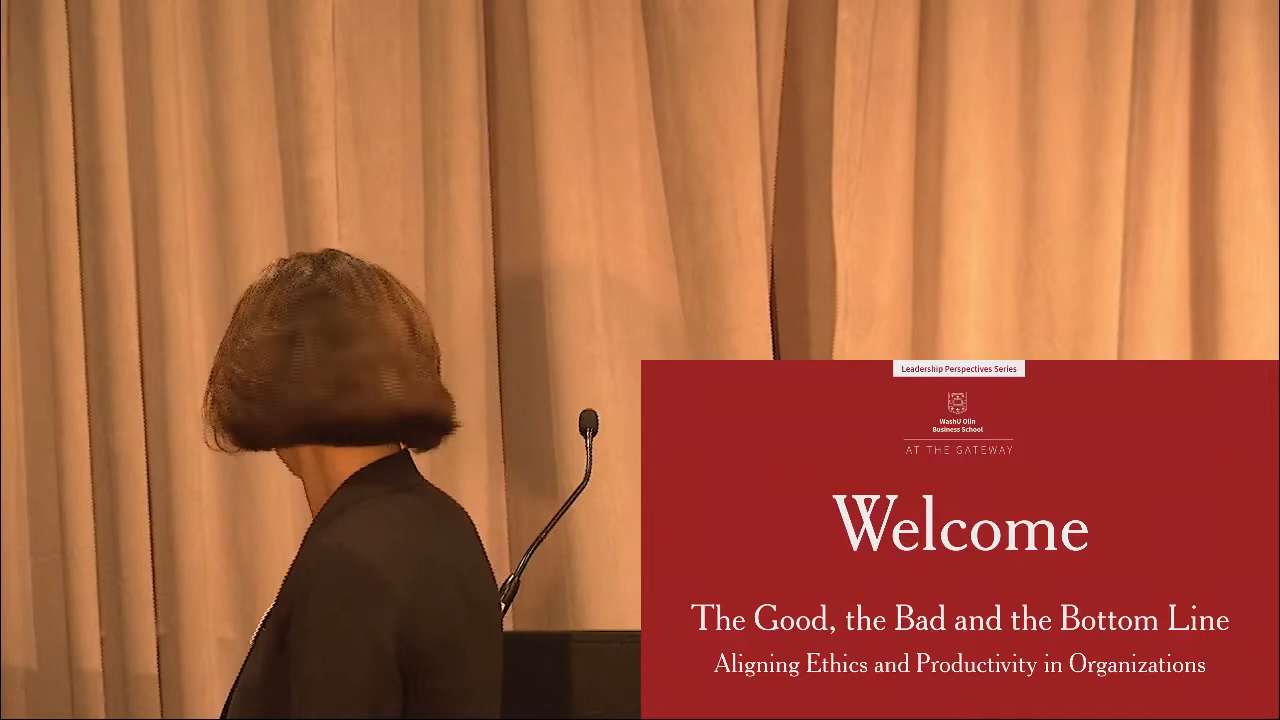 Leadership Perspectives Series
WashU Olin
Business School
AT THE GATEWAY
Welcome
The Good, the Bad and the Bottom Line
Aligning Ethics and Productivity in Organizations